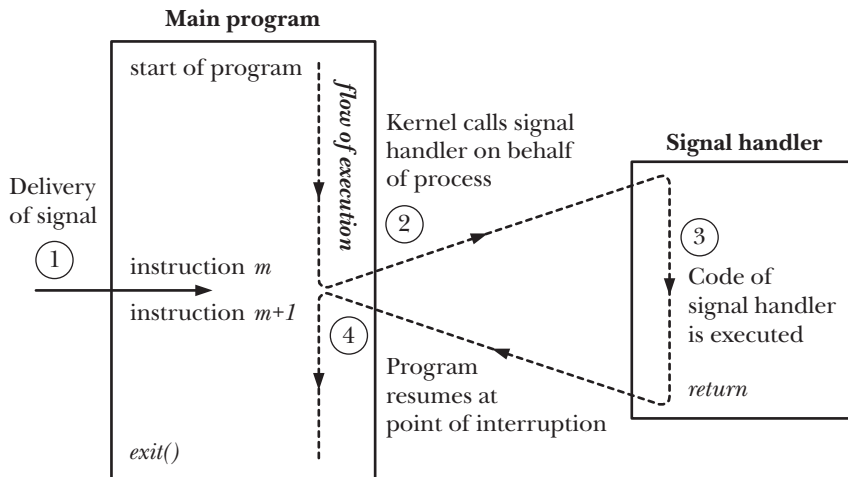 Main program
start of program
flow of execution
Kernel calls signal
handler on behalf
of process
Signal handler
Delivery
of signal
1
2
3
instruction m
instruction m+1
Code of
signal handler
is executed
4
Program
resumes at
point of interruption
return
exit()